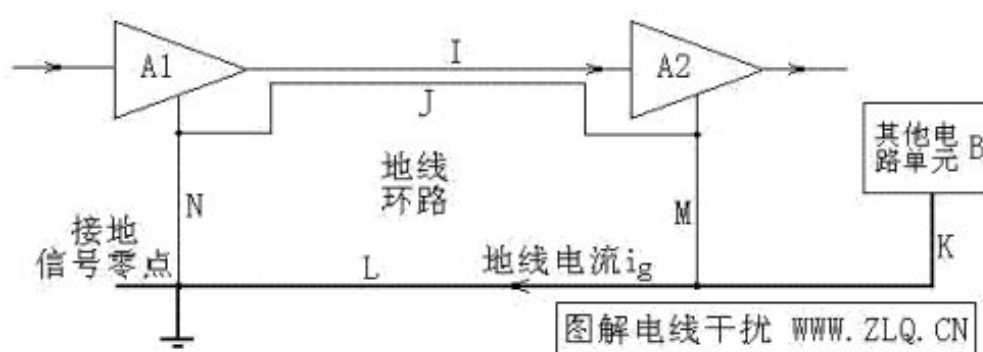 A1
I
A2
J
其他电
路单元 B
地线
环路
N
M
接地
信号零点
K
L
地线电流ig
图解电线干扰 WWW.ZLQ.CN